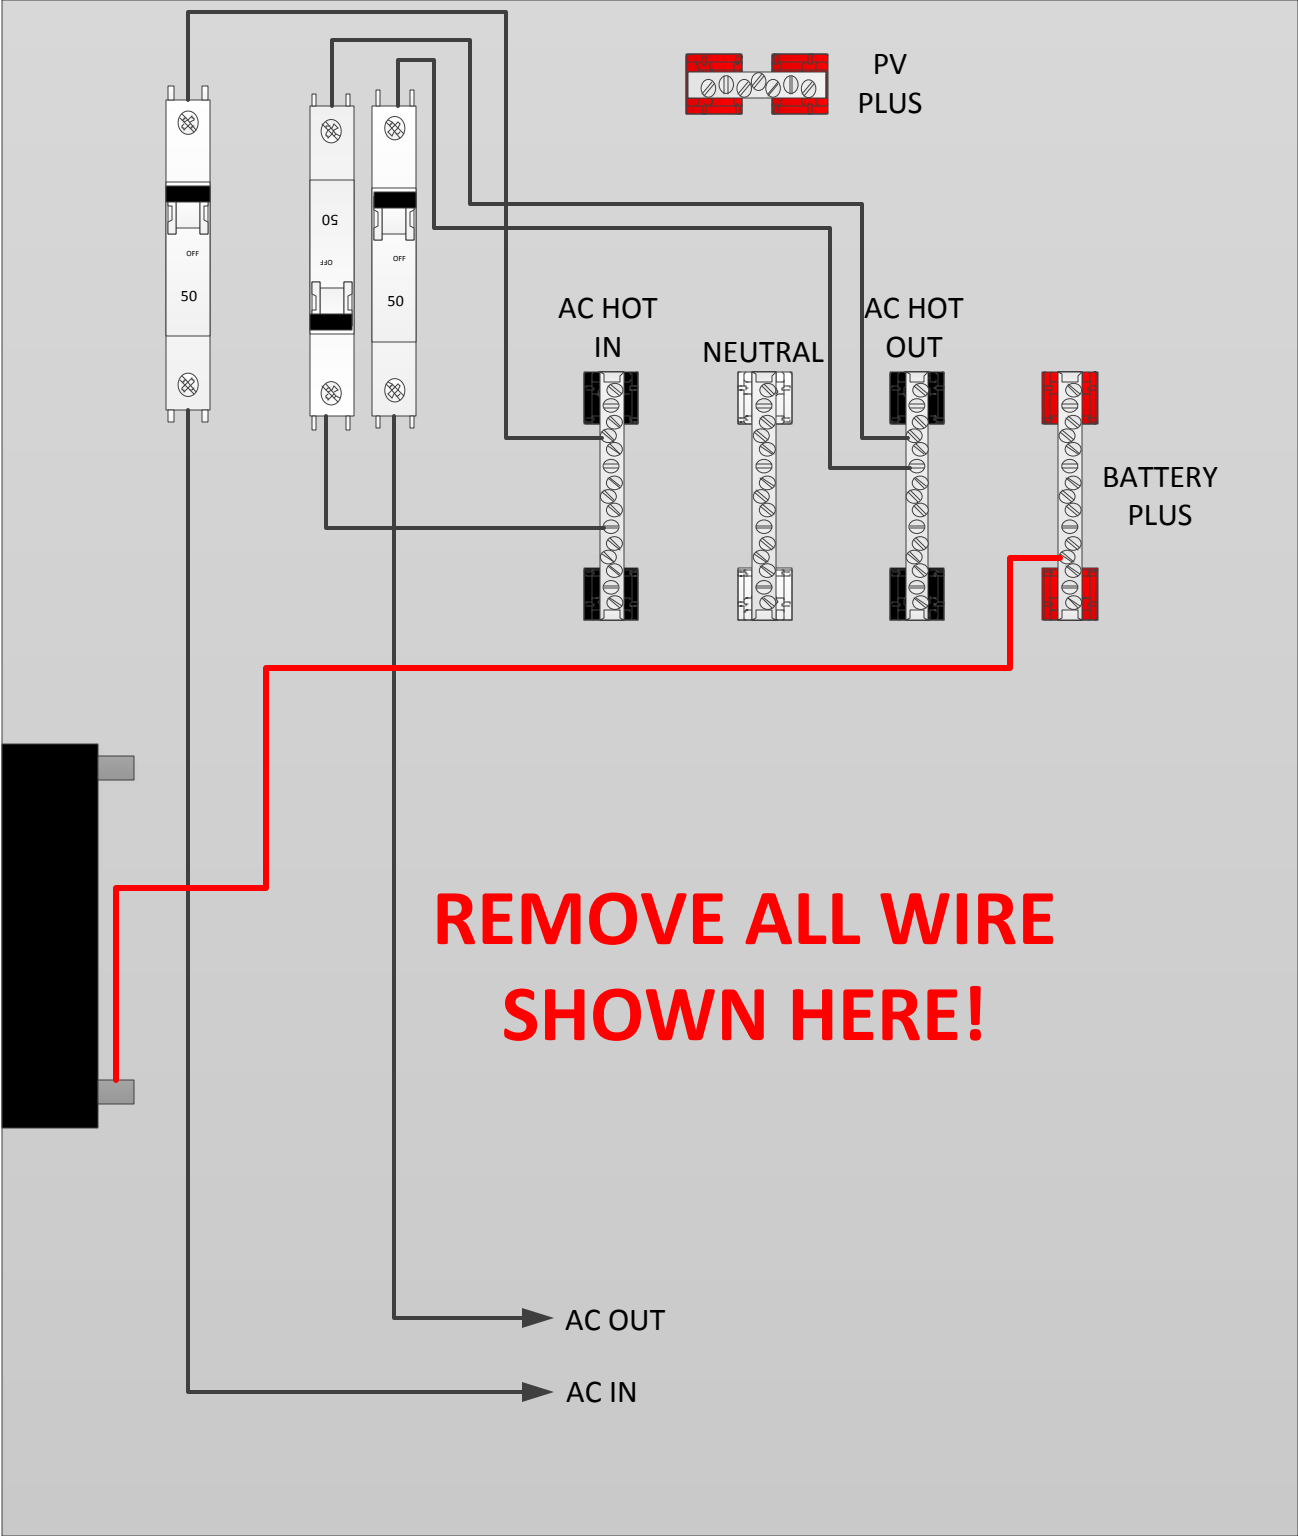 PV
PLUS
50
OFF
OFF
50
OFF
50
AC HOT
IN
NEUTRAL
AC HOT
OUT
BATTERY
PLUS
REMOVE ALL WIRE
SHOWN HERE!
AC OUT
AC IN